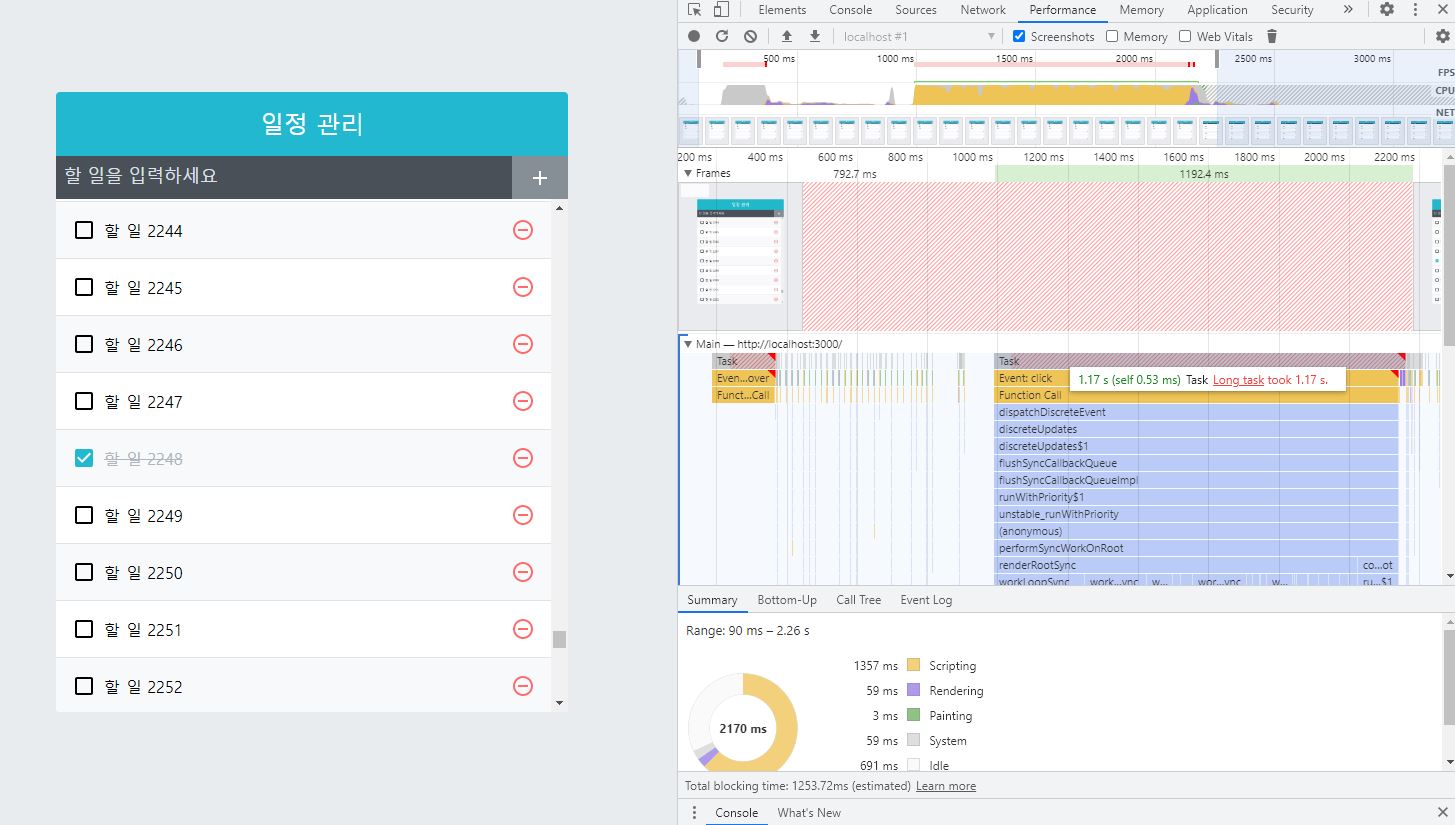 일정 관리
할 일을 입력하세요
할 일 2244
할 일 2245
할 일 2246
할 일 2247
할 일 2248
할 일 2249
할 일 2250
할 일 2251
할 일 2252
Elements Console Sources Network Performance Memory Application Security
localhost #1 Screenshots Memory Web Vitals
500 ms 1000 ms 1500 ms 2000 ms 2500 ms 3000 ms
FPS
CPU
NET
200 ms 400 ms 600 ms 800 ms 1000 ms 1200 ms 1400 ms 1600 ms 1800 ms 2000 ms 2200 ms
Frames 792.7 ms 1192.4 ms
Main — http://localhost:3000/
Task Task
Even...over Event: click 1.17 s (self 0.53 ms) Task Long task took 1.17 s.
Funct...Call Function Call
dispatchDiscreteEvent
discreteUpdates
discreteUpdates$1
flushSyncCallbackQueue
flushSyncCallbackQueueImpl
runWithPriority$1
unstable_runWithPriority
(anonymous)
performSyncWorkOnRoot
renderRootSync co...ot
workLoopSync work...ync w... wor...ync w... ru...$1
Summary Bottom-Up Call Tree Event Log
Range: 90 ms – 2.26 s
1357 ms Scripting
59 ms Rendering
3 ms Painting
2170 ms
59 ms System
691 ms Idle
Total blocking time: 1253.72ms (estimated) Learn more
Console What's New